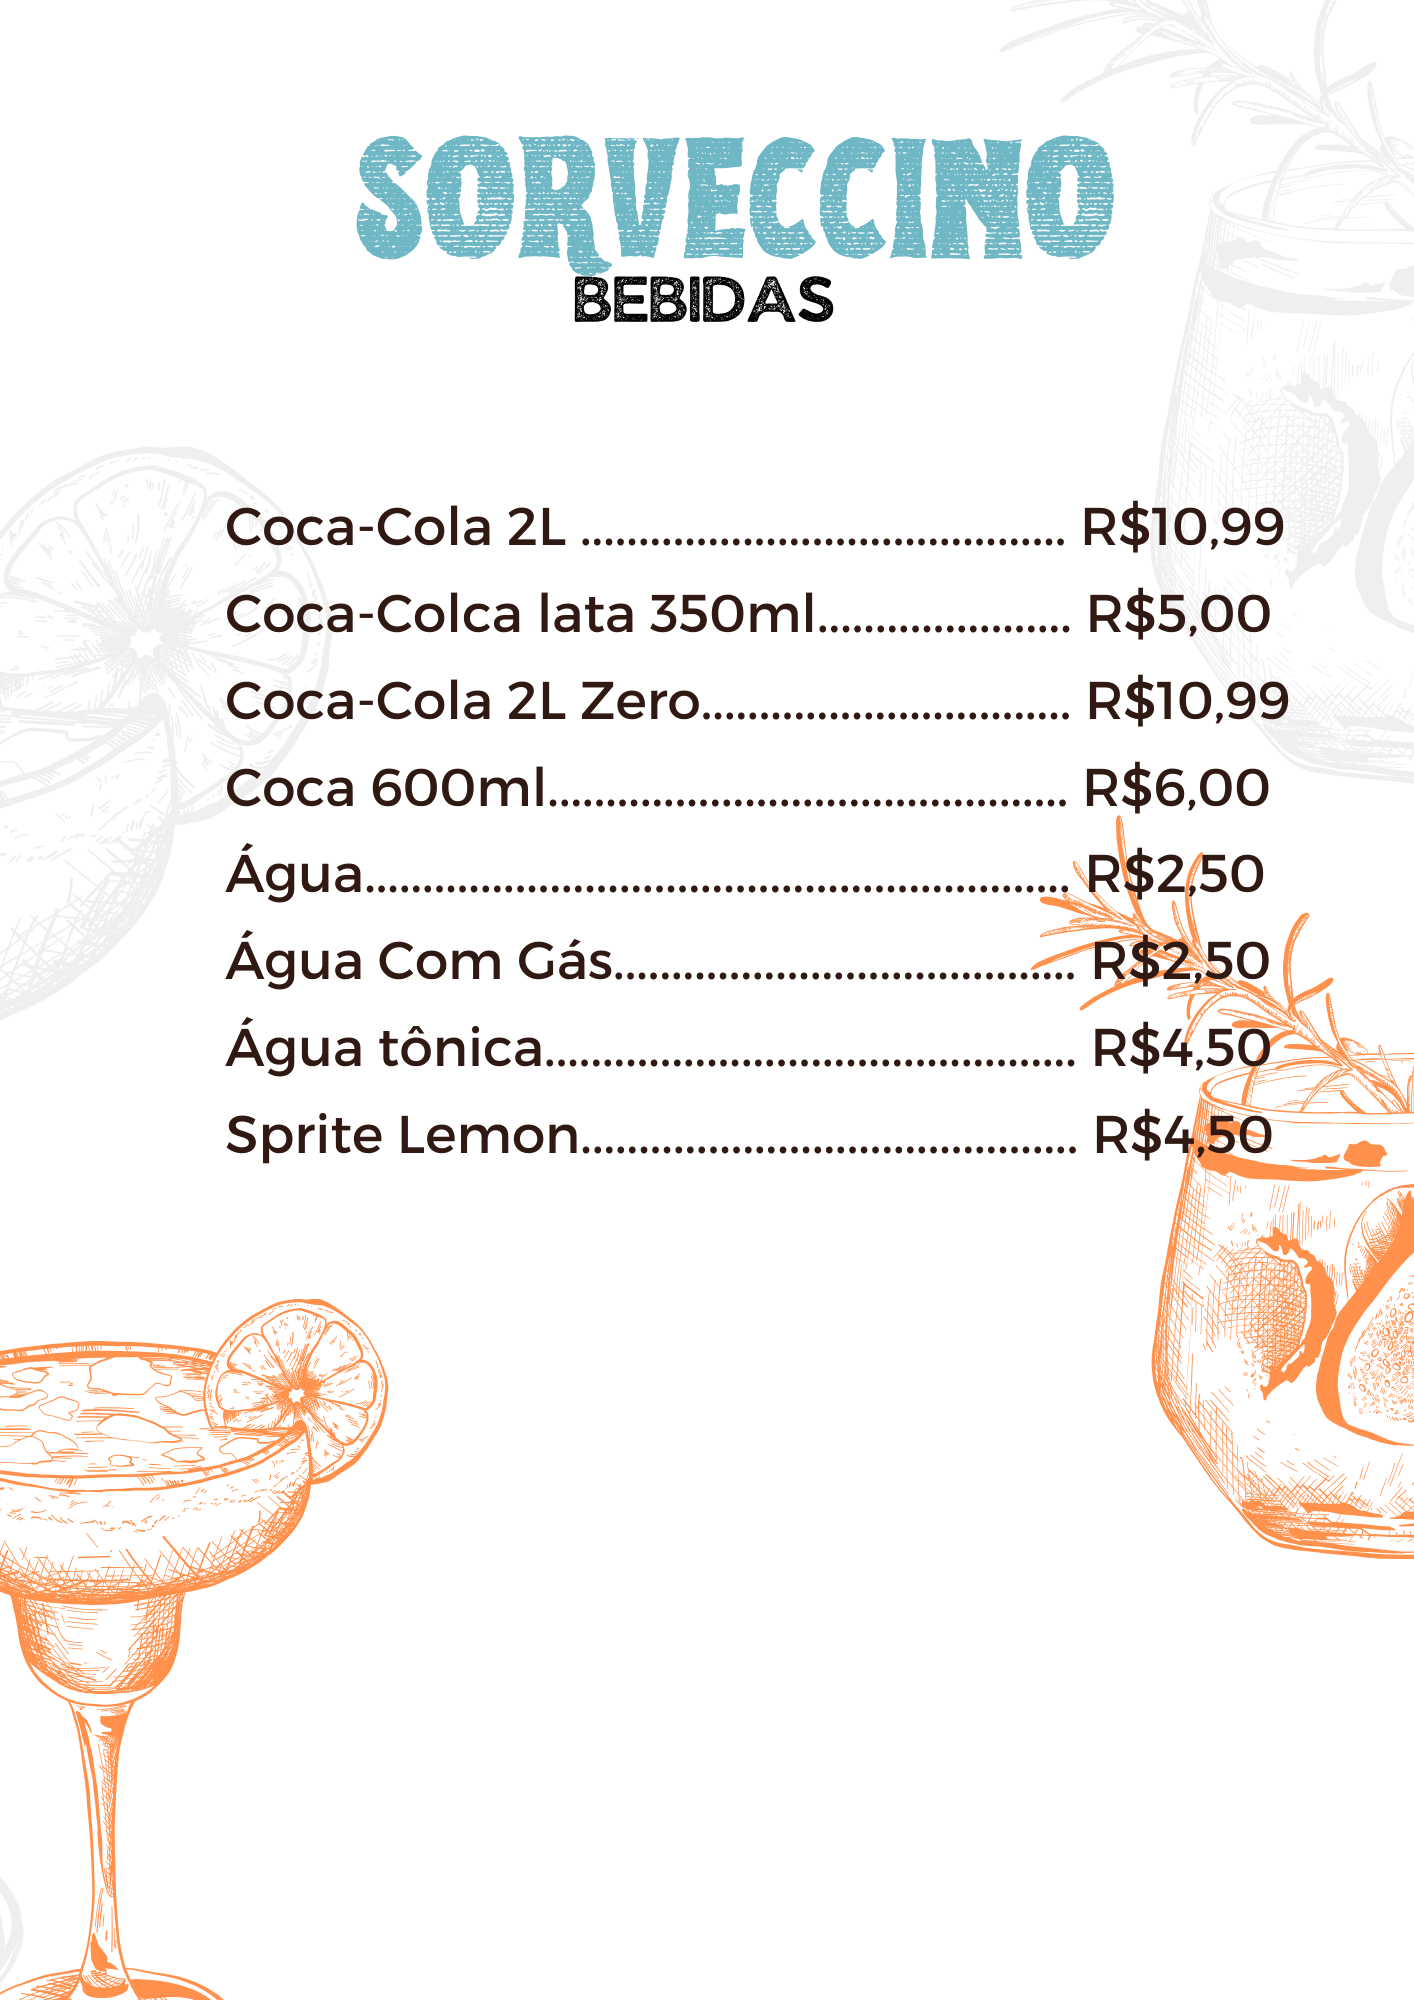 SORVECCINO
BEBIDAS
Coca-Cola 2L .......................................... R$10,99
Coca-Colca lata 350ml...................... R$5,00
Coca-Cola 2L Zero................................ R$10,99
Coca 600ml............................................. R$6,00
Água............................................................. R$2,50
Água Com Gás........................................ R$2,50
Água tônica.............................................. R$4,50
Sprite Lemon........................................... R$4,50